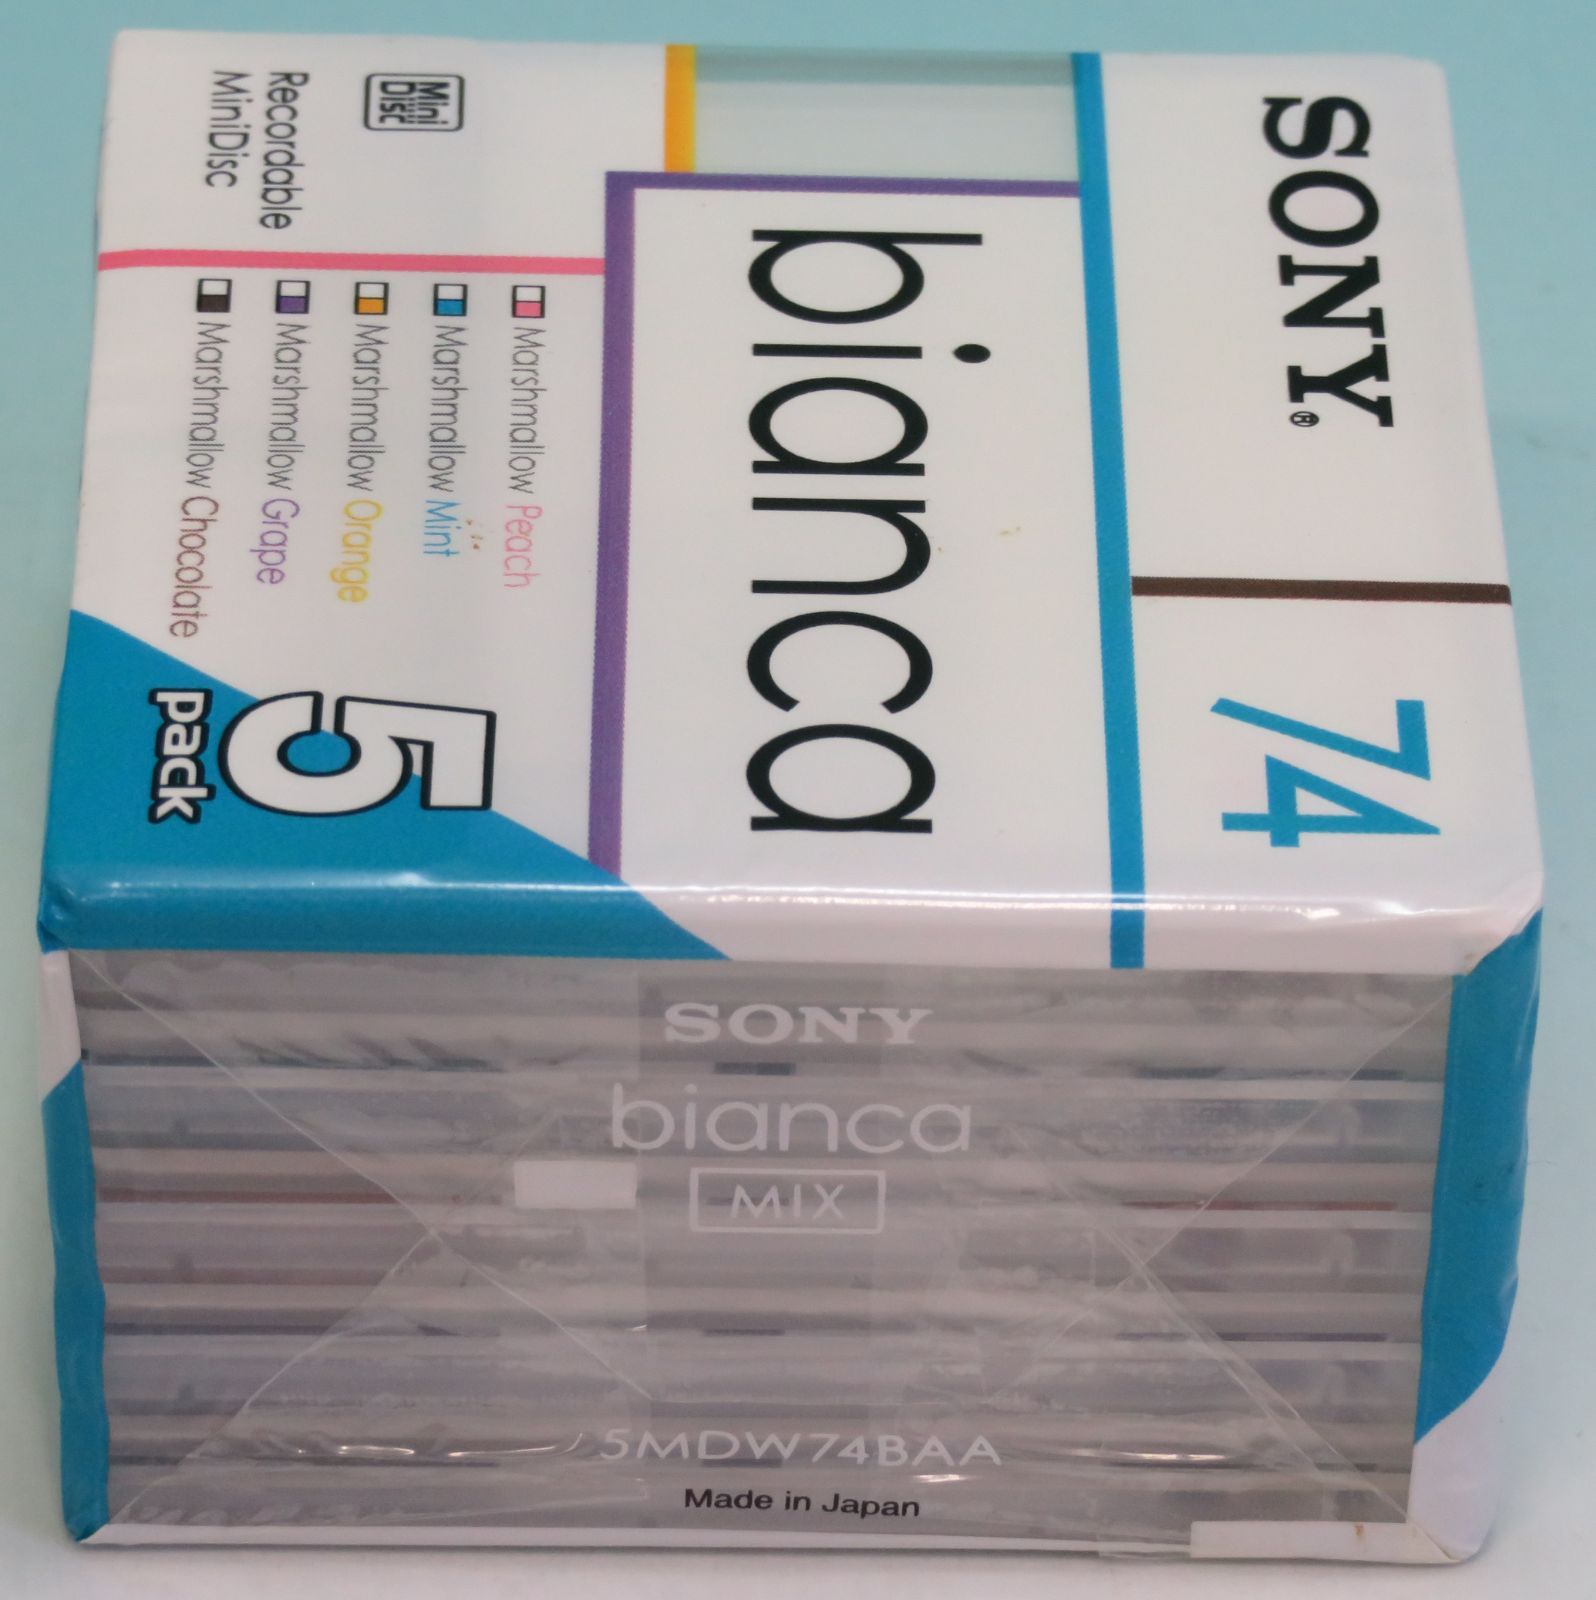 SONY®
74
bianca
Marshmallow Peach
Marshmallow Mint
Marshmallow Orange
Marshmallow Grape
Marshmallow Chocolate
Mini
Disc
Recordable
MiniDisc
5
pack
SONY
bianca
MIX
5MDW74BAA
Made in Japan